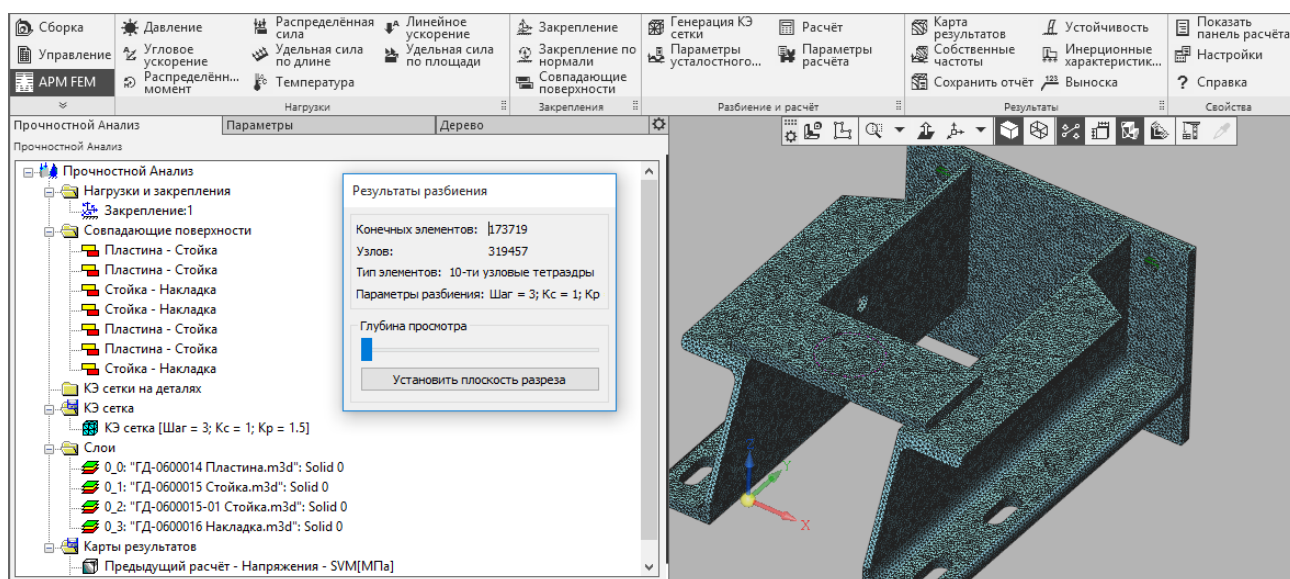 Сборка
Управление
APM FEM
Давление
Угловое
ускорение
Распределённ...
момент
Распределённая
сила
Удельная сила
по длине
Температура
Линейное
ускорение
Удельная сила
по площади
Нагрузки
Закрепление
Закрепление по
нормали
Совпадающие
поверхности
Закрепления
Генерация КЭ
сетки
Параметры
усталостного...
Расчёт
Параметры
расчёта
Разбиение и расчёт
Карта
результатов
Собственные
частоты
Сохранить отчёт
Устойчивость
Инерционные
характеристик...
123 Выноска
Результаты
Показать
панель расчёта
Настройки
? Справка
Свойства
Прочностной Анализ
Параметры
Дерево
Прочностной Анализ
Прочностной Анализ
Нагрузки и закрепления
Закрепление:1
Совпадающие поверхности
Пластина - Стойка
Пластина - Стойка
Стойка - Накладка
Стойка - Накладка
Пластина - Стойка
Пластина - Стойка
Стойка - Накладка
КЭ сетки на деталях
КЭ сетка
КЭ сетка [Шаг = 3; Кс = 1; Кр = 1.5]
Слои
0_0: "ГД-0600014 Пластина.m3d": Solid 0
0_1: "ГД-0600015 Стойка.m3d": Solid 0
0_2: "ГД-0600015-01 Стойка.m3d": Solid 0
0_3: "ГД-0600016 Накладка.m3d": Solid 0
Карты результатов
Предыдущий расчёт - Напряжения - SVM[МПа]
Результаты разбиения
Конечных элементов: 173719
Узлов: 319457
Тип элементов: 10-ти узловые тетраэдры
Параметры разбиения: Шаг = 3; Кс = 1; Кр
Глубина просмотра
Установить плоскость разреза
Z
Y
X